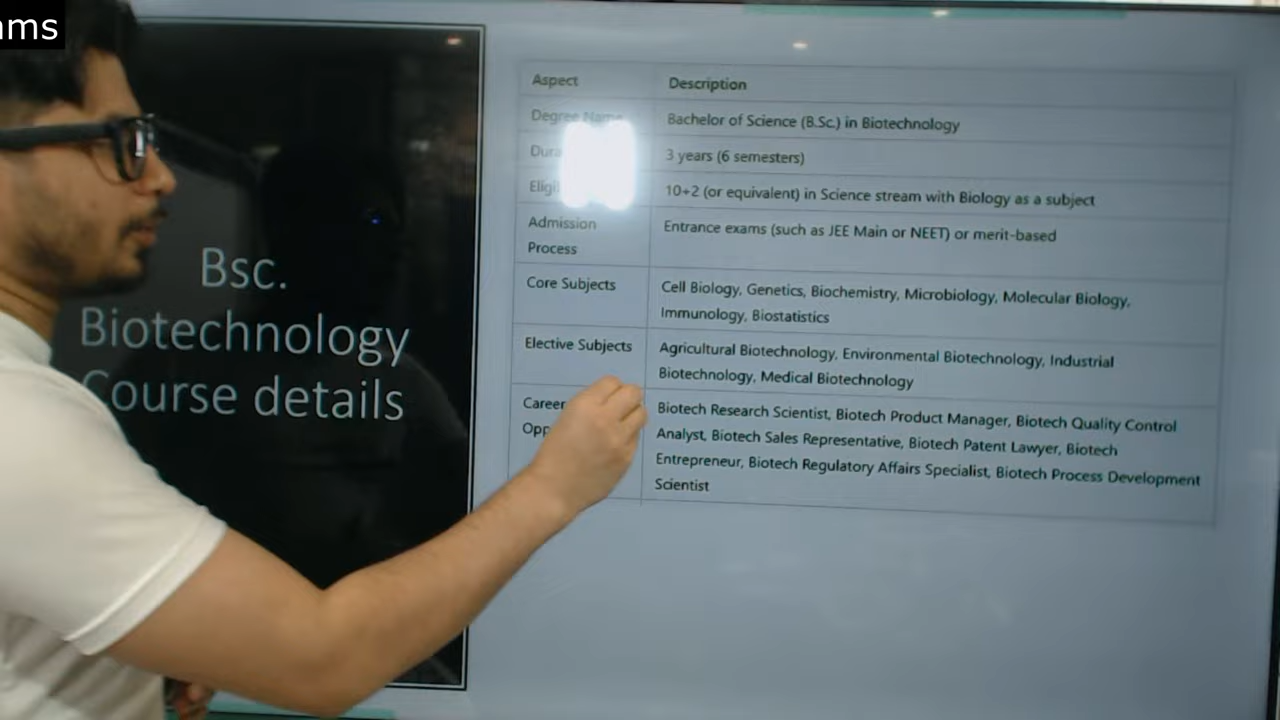 ams
Bsc.
Biotechnology
Course details
Aspect Description
Degree Name Bachelor of Science (B.Sc.) in Biotechnology
3 years (6 semesters)
10+2 (or equivalent) in Science stream with Biology as a subject
Admission Entrance exams (such as JEE Main or NEET) or merit-based
Process
Core Subjects Cell Biology, Genetics, Biochemistry, Microbiology, Molecular Biology,
Immunology, Biostatistics
Elective Subjects Agricultural Biotechnology, Environmental Biotechnology, Industrial
Biotechnology, Medical Biotechnology
Career Biotech Research Scientist, Biotech Product Manager, Biotech Quality Control
Analyst, Biotech Sales Representative, Biotech Patent Lawyer, Biotech
Entrepreneur, Biotech Regulatory Affairs Specialist, Biotech Process Development
Scientist